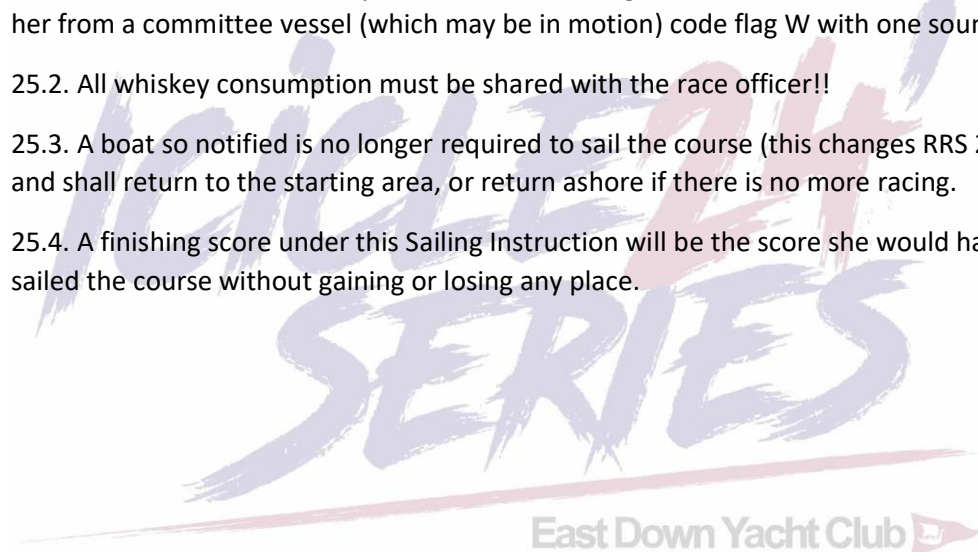 her from a committee vessel (which may be in motion) code flag W with one
25.2. All whiskey consumption must be shared with the race officer!!
25.3. A boat so notified is no longer required to sail the course (this changes RRS
and shall return to the starting area, or return ashore if there is no more racing.
25.4. A finishing score under this Sailing Instruction will be the score she would
sailed the course without gaining or losing any place.
ICICLE 24'
SERIES
East Down Yacht Club